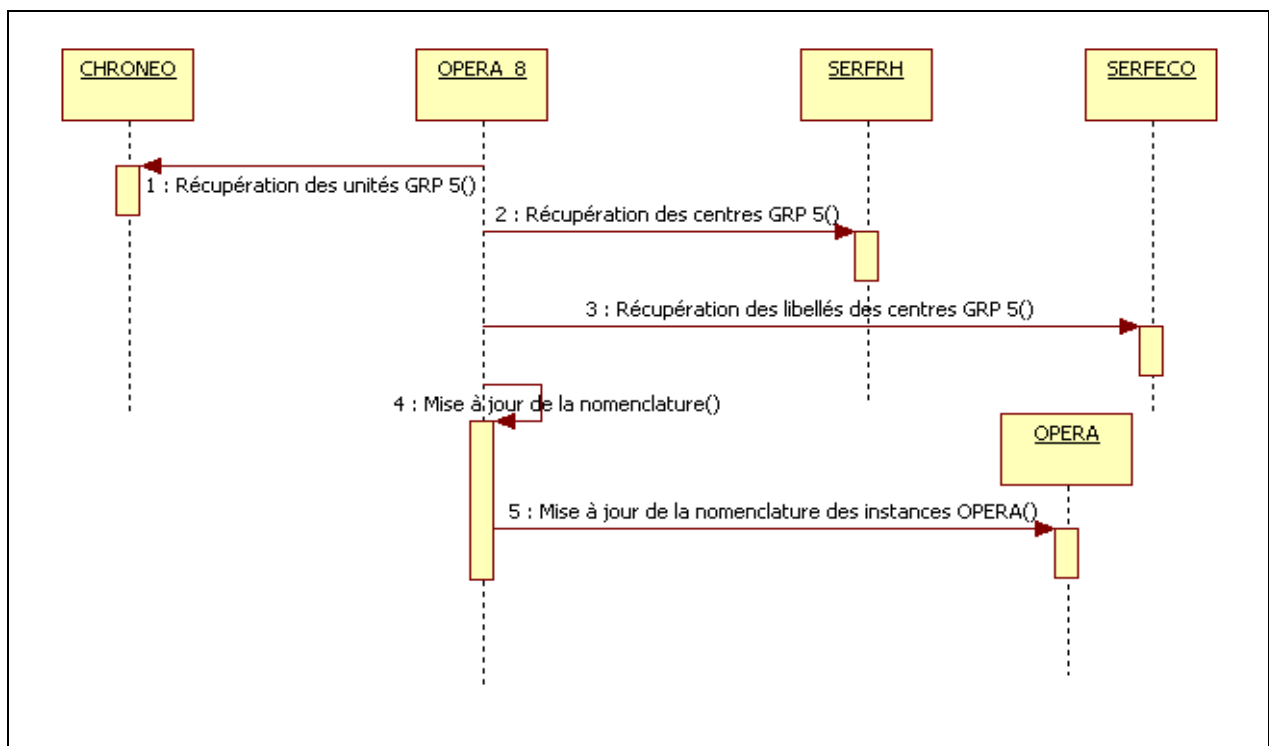 CHRONEO
OPERA 8
SERFRH
SERFECO
1 : Récupération des unités GRP 5()
2 : Récupération des centres GRP 5()
3 : Récupération des libellés des centres GRP 5()
4 : Mise à jour de la nomenclature()
OPERA
5 : Mise à jour de la nomenclature des instances OPERA()